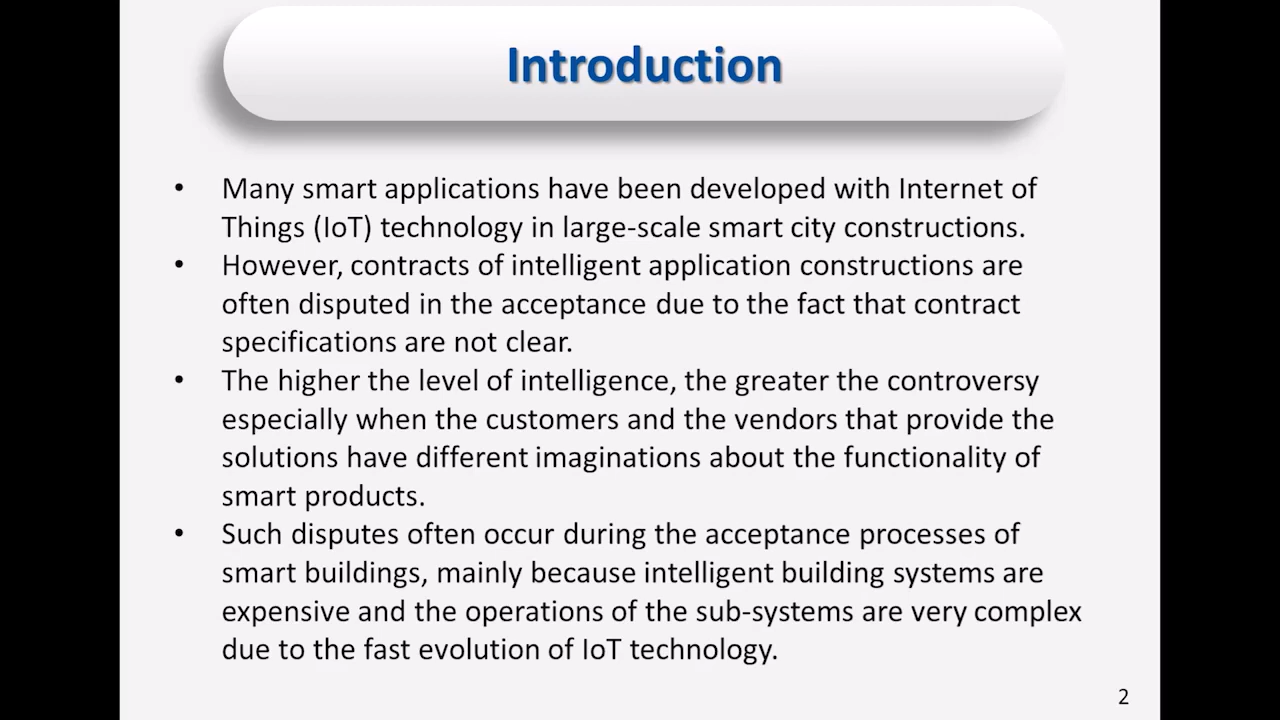 Introduction
• Many smart applications have been developed with Internet of
Things (IoT) technology in large-scale smart city constructions.
• However, contracts of intelligent application constructions are
often disputed in the acceptance due to the fact that contract
specifications are not clear.
• The higher the level of intelligence, the greater the controversy
especially when the customers and the vendors that provide the
solutions have different imaginations about the functionality of
smart products.
• Such disputes often occur during the acceptance processes of
smart buildings, mainly because intelligent building systems are
expensive and the operations of the sub-systems are very complex
due to the fast evolution of IoT technology.
2